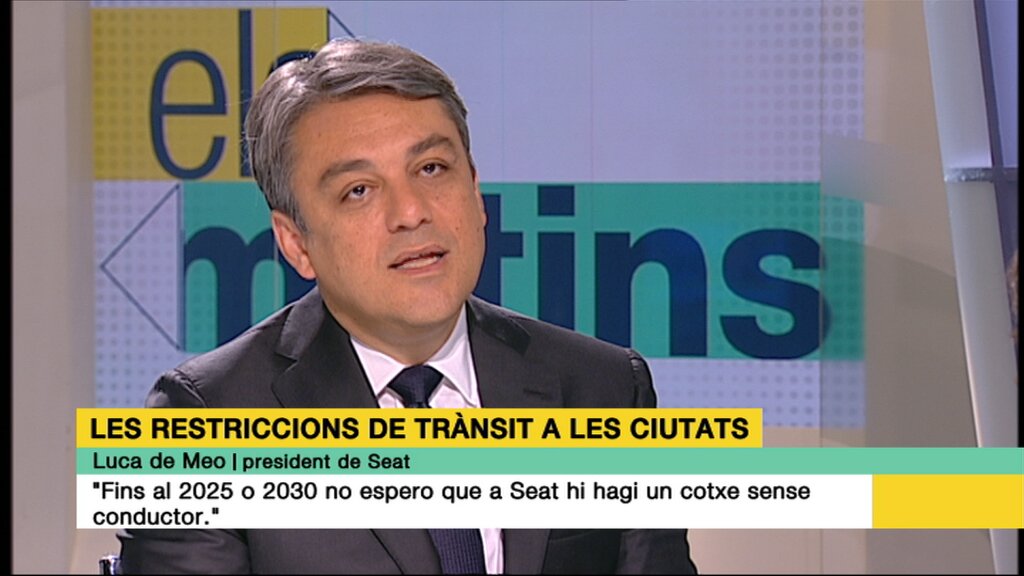 els
matins
LES RESTRICCIONS DE TRÀNSIT A LES CIUTATS
Luca de Meo | president de Seat
"Fins al 2025 o 2030 no espero que a Seat hi hagi un cotxe sense
conductor."